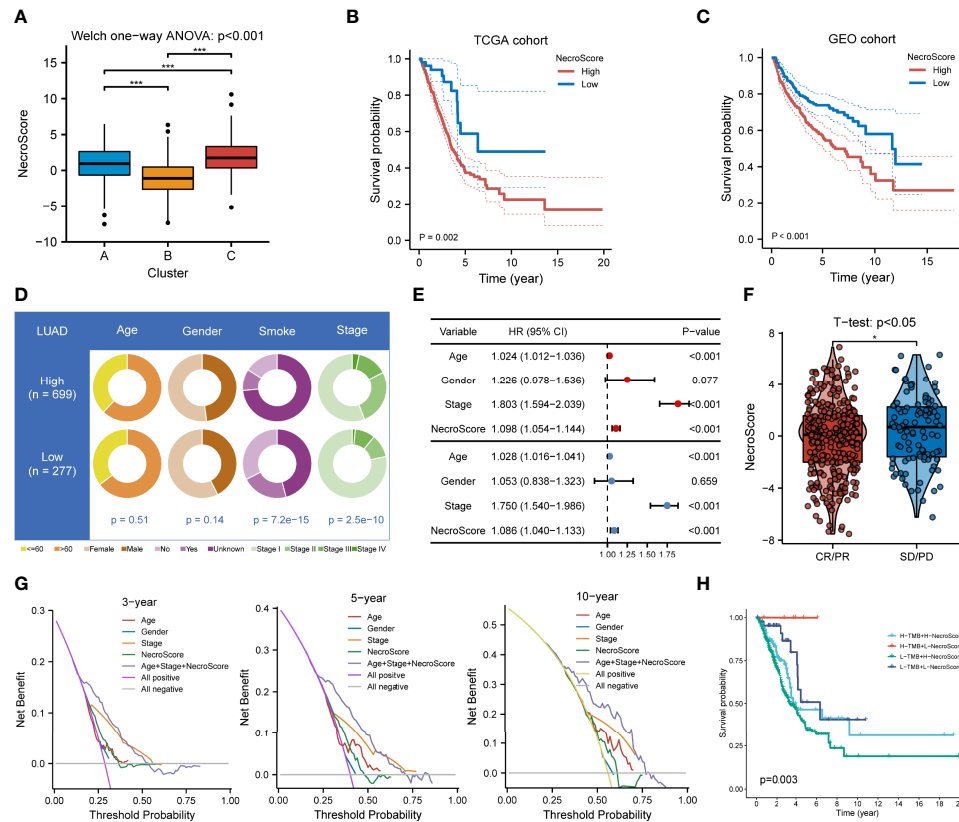 A
Welch one−way ANOVA: p<0.001
***
***
***
NecroScore
15
10
5
0
−5
−10
A
B
C
Cluster
B
TCGA cohort
NecroScore
High
Low
Survival probability
1.0
0.8
0.6
0.4
0.2
0.0
P = 0.002
0
5
10
15
20
Time (year)
C
GEO cohort
NecroScore
High
Low
Survival probability
1.0
0.8
0.6
0.4
0.2
0.0
P < 0.001
0
5
10
15
Time (year)
D
LUAD
Age
Gender
Smoke
Stage
High
(n = 699)
Low
(n = 277)
p = 0.51
p = 0.14
p = 7.2e−15
p = 2.5e−10
<=60
>60
Female
Male
No
Yes
Unknown
Stage I
Stage II
Stage III
Stage IV
E
Variable HR (95% CI) P−value
Age 1.024 (1.012−1.036) <0.001
Gender 1.226 (0.978−1.536) 0.077
Stage 1.803 (1.594−2.039) <0.001
NecroScore 1.098 (1.054−1.144) <0.001
Age 1.028 (1.016−1.041) <0.001
Gender 1.053 (0.838−1.323) 0.659
Stage 1.750 (1.540−1.986) <0.001
NecroScore 1.086 (1.040−1.133) <0.001
1.00 1.25 1.50 1.75
F
T−test: p<0.05
*
NecroScore
8
4
0
−4
−8
CR/PR
SD/PD
G
3−year
Age
Gender
Stage
NecroScore
Age+Stage+NecroScore
All positive
All negative
Net Benefit
0.3
0.2
0.1
0.0
0.00
0.25
0.50
0.75
1.00
Threshold Probability
5−year
Age
Gender
Stage
NecroScore
Age+Stage+NecroScore
All positive
All negative
Net Benefit
0.4
0.3
0.2
0.1
0.0
0.00
0.25
0.50
0.75
1.00
Threshold Probability
10−year
Age
Gender
Stage
NecroScore
Age+Stage+NecroScore
All positive
All negative
Net Benefit
0.5
0.4
0.3
0.2
0.1
0.0
0.00
0.25
0.50
0.75
1.00
Threshold Probability
H
H−TMB+H−NecroScore
H−TMB+L−NecroScore
L−TMB+H−NecroScore
L−TMB+L−NecroScore
Survival probability
1.00
0.75
0.50
0.25
p=0.003
0
2
4
6
8
10
12
14
16
18
Time (year)